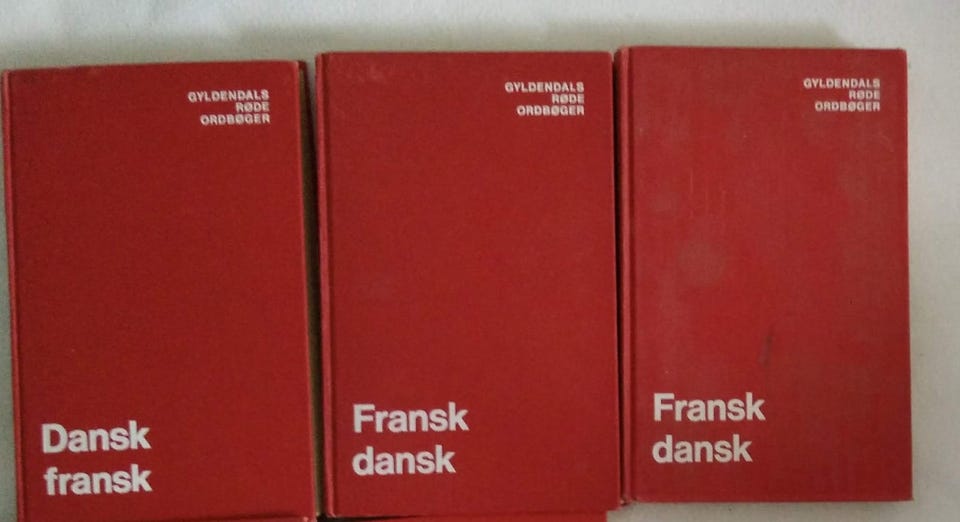 GYLDENDALS
RØDE
ORDBØGER
Dansk
fransk
GYLDENDALS
RØDE
ORDBØGER
Fransk
dansk
GYLDENDALS
RØDE
ORDBØGER
Fransk
dansk